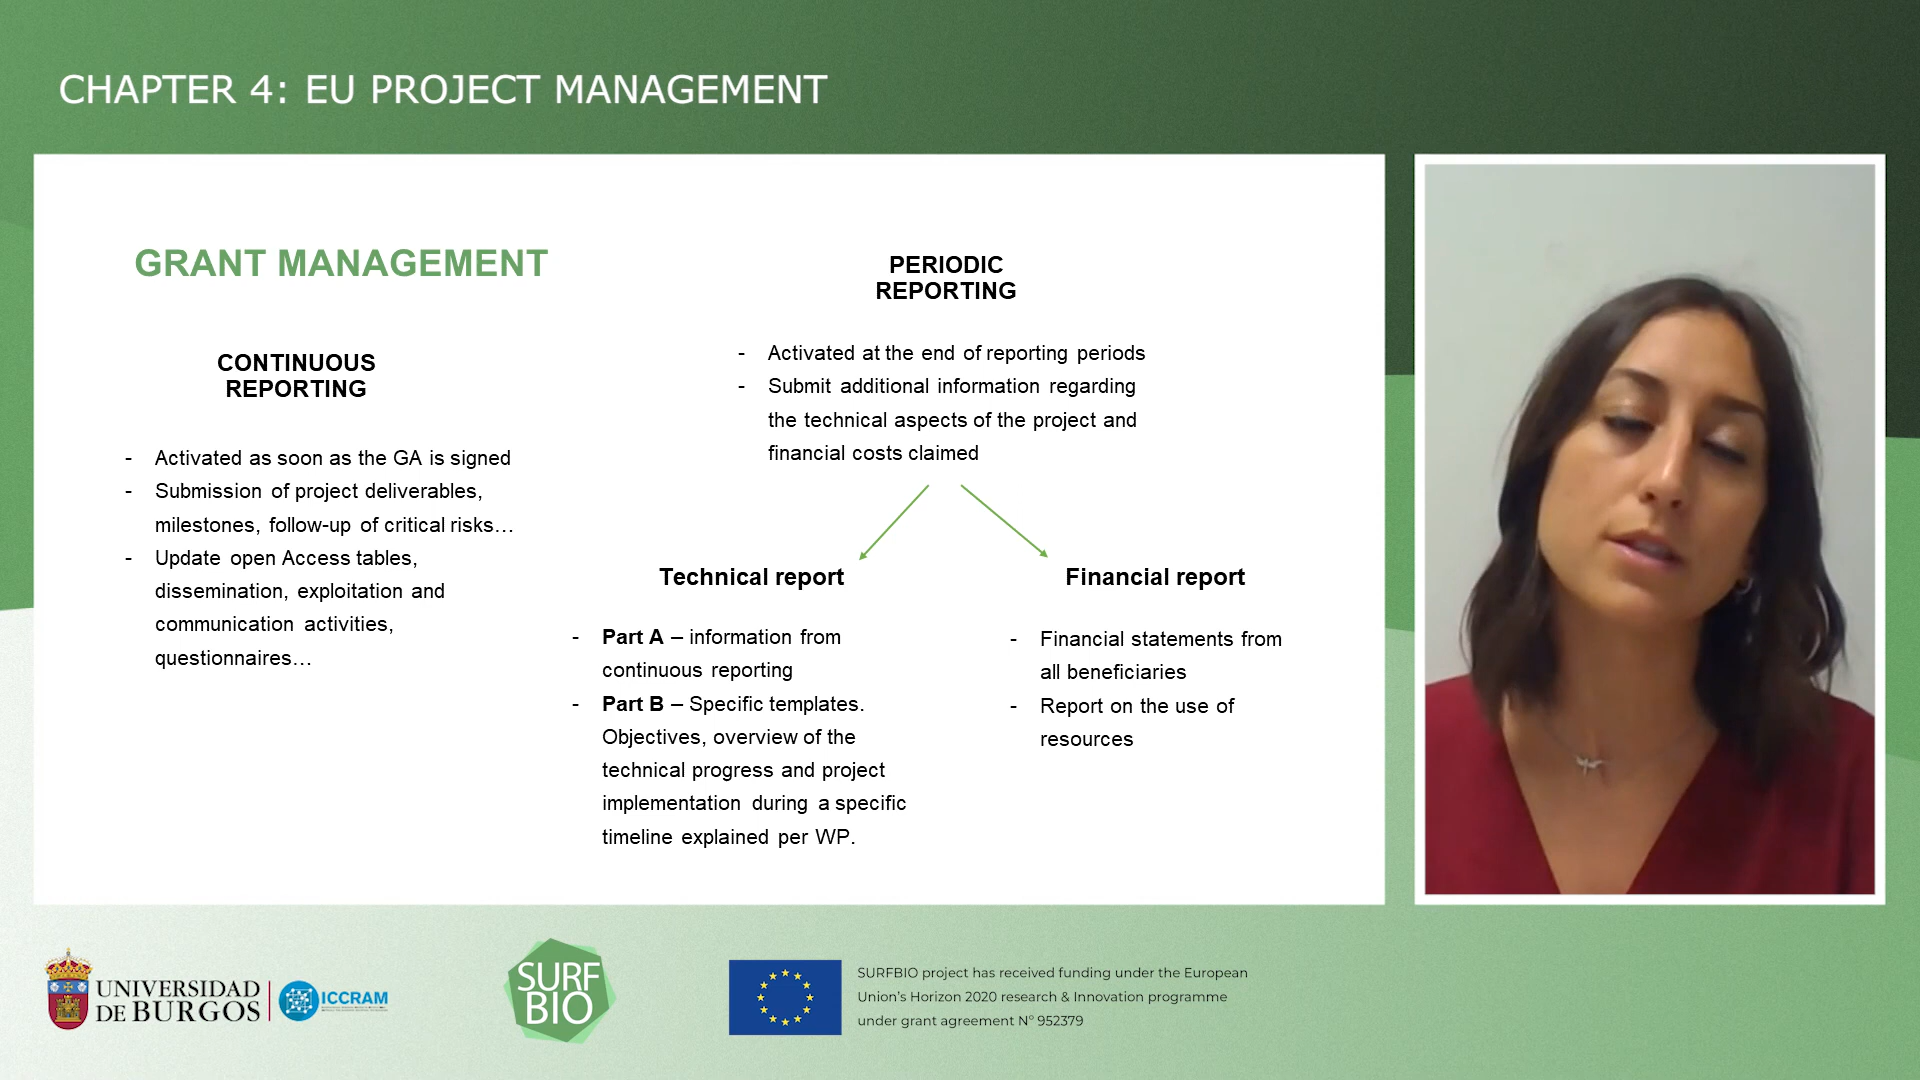 CHAPTER 4: EU PROJECT MANAGEMENT
GRANT MANAGEMENT
CONTINUOUS
REPORTING
- Activated as soon as the GA is signed
- Submission of project deliverables,
milestones, follow-up of critical risks…
- Update open Access tables,
dissemination, exploitation and
communication activities,
questionnaires…
PERIODIC
REPORTING
- Activated at the end of reporting periods
- Submit additional information regarding
the technical aspects of the project and
financial costs claimed
Technical report
- Part A – information from
continuous reporting
- Part B – Specific templates.
Objectives, overview of the
technical progress and project
implementation during a specific
timeline explained per WP.
Financial report
- Financial statements from
all beneficiaries
- Report on the use of
resources
UNIVERSIDAD
DE BURGOS
ICCRAM
SURF
BIO
SURFBIO project has received funding under the European
Union's Horizon 2020 research & Innovation programme
under grant agreement Nº 952379